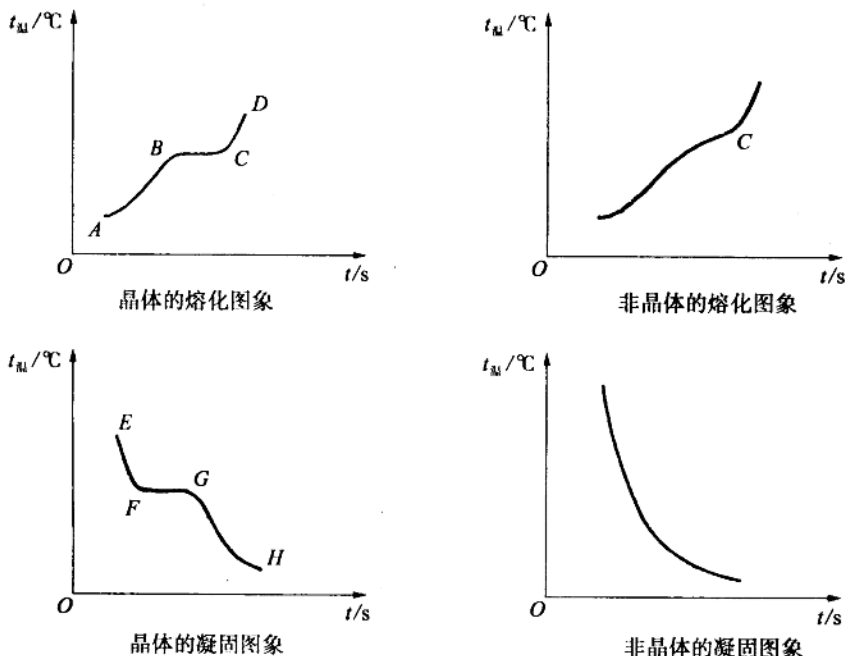 t温/℃
t温/℃
D
B
C
C
A
O
t/s
O
t/s
晶体的熔化图象
非晶体的熔化图象
t温/℃
t温/℃
E
G
F
H
O
t/s
O
t/s
晶体的凝固图象
非晶体的凝固图象